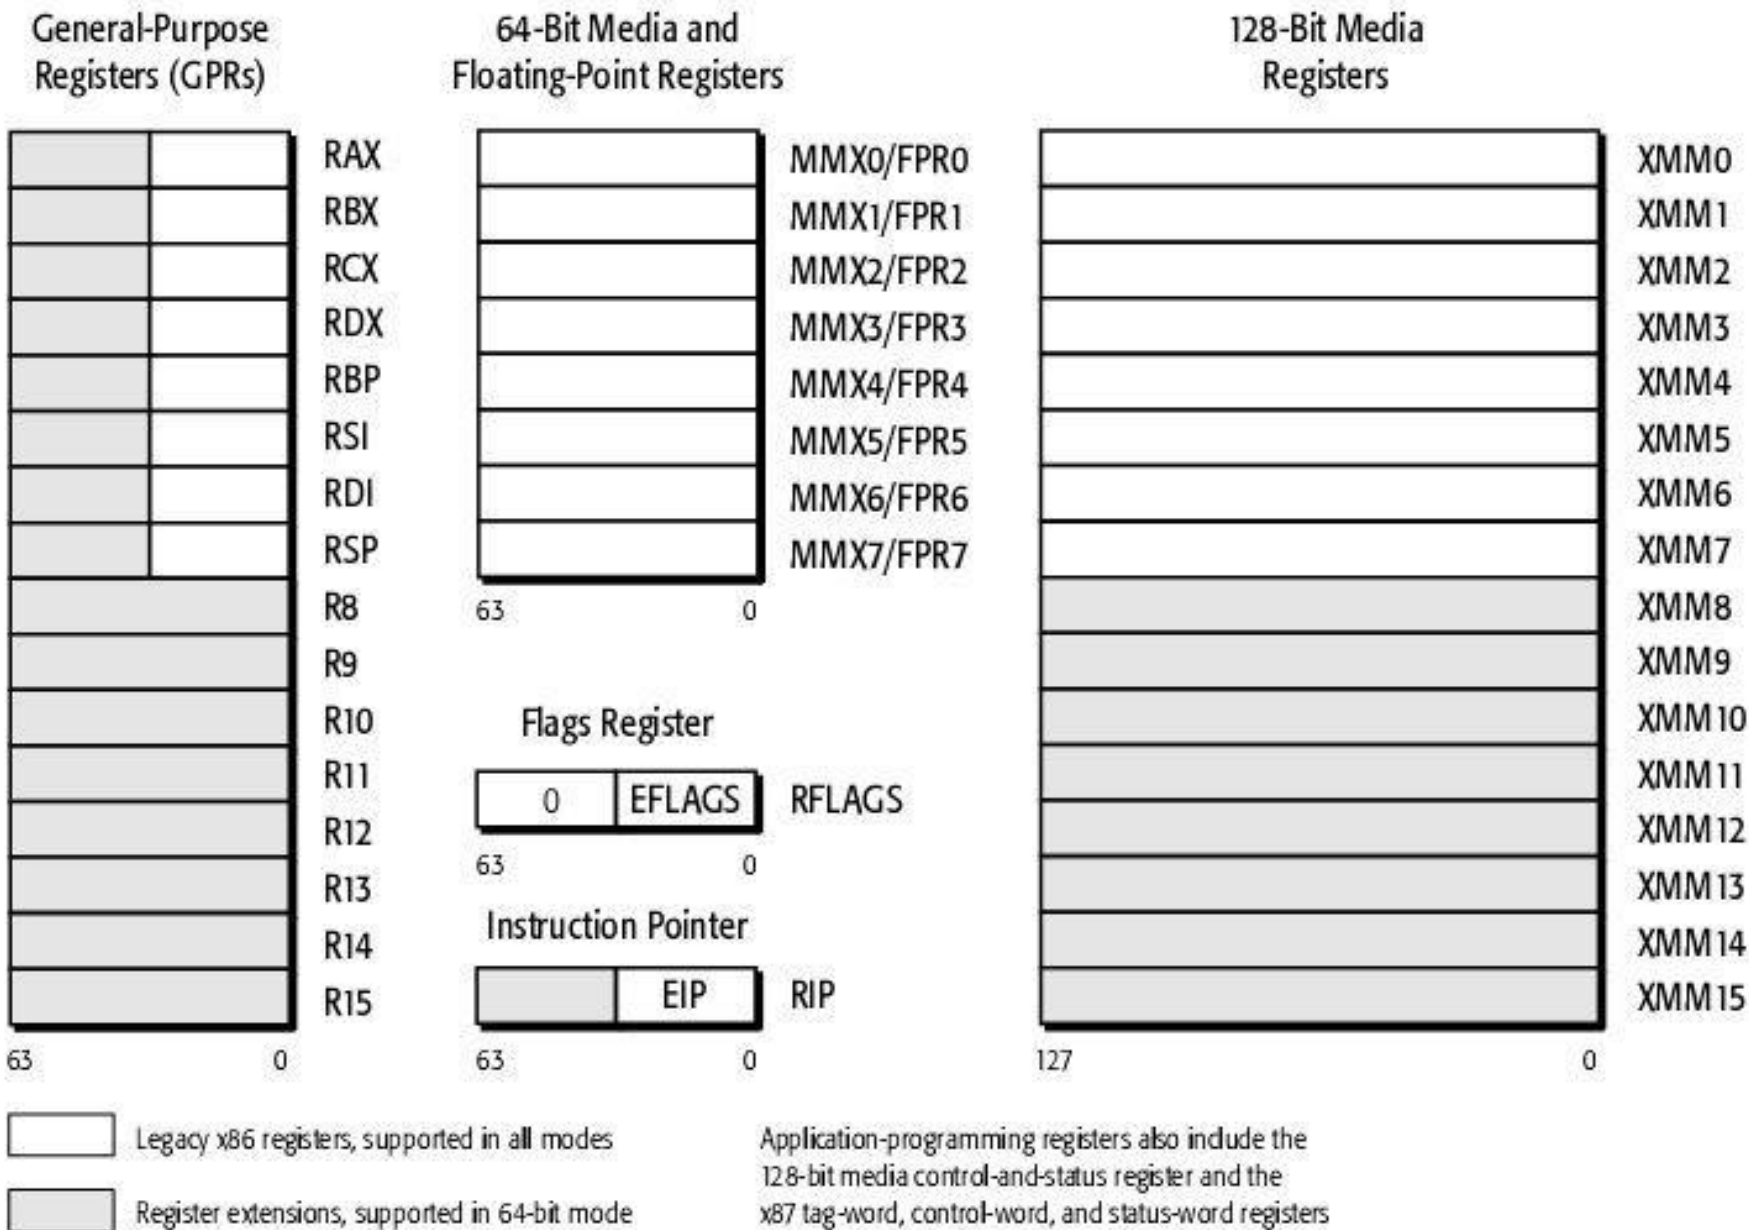 General-Purpose
Registers (GPRs)
RAX
RBX
RCX
RDX
RBP
RSI
RDI
RSP
R8
R9
R10
R11
R12
R13
R14
R15
63 0
64-Bit Media and
Floating-Point Registers
MMX0/FPR0
MMX1/FPR1
MMX2/FPR2
MMX3/FPR3
MMX4/FPR4
MMX5/FPR5
MMX6/FPR6
MMX7/FPR7
63 0
Flags Register
0 EFLAGS RFLAGS
63 0
Instruction Pointer
EIP RIP
63 0
128-Bit Media
Registers
XMM0
XMM1
XMM2
XMM3
XMM4
XMM5
XMM6
XMM7
XMM8
XMM9
XMM10
XMM11
XMM12
XMM13
XMM14
XMM15
127 0
Legacy x86 registers, supported in all modes
Register extensions, supported in 64-bit mode
Application-programming registers also include the
128-bit media control-and-status register and the
x87 tag-word, control-word, and status-word registers